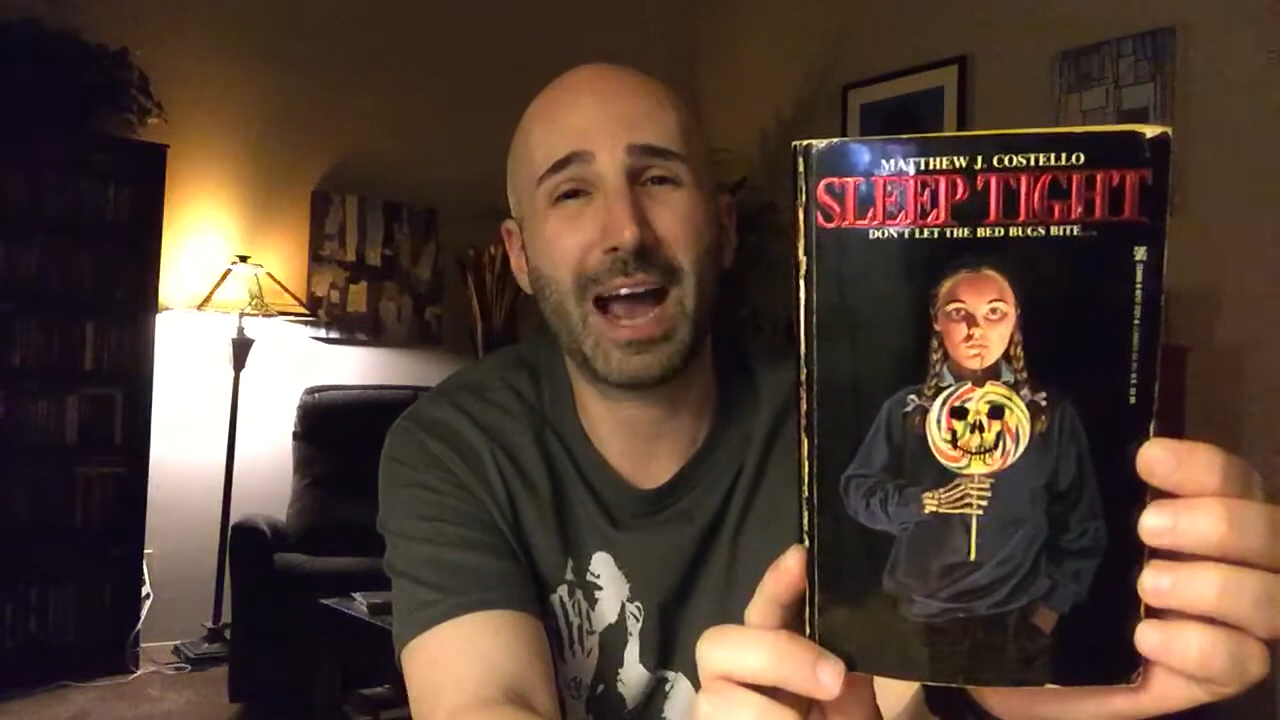 MATTHEW J. COSTELLO
SLEEP TIGHT
DON'T LET THE BED BUGS BITE...